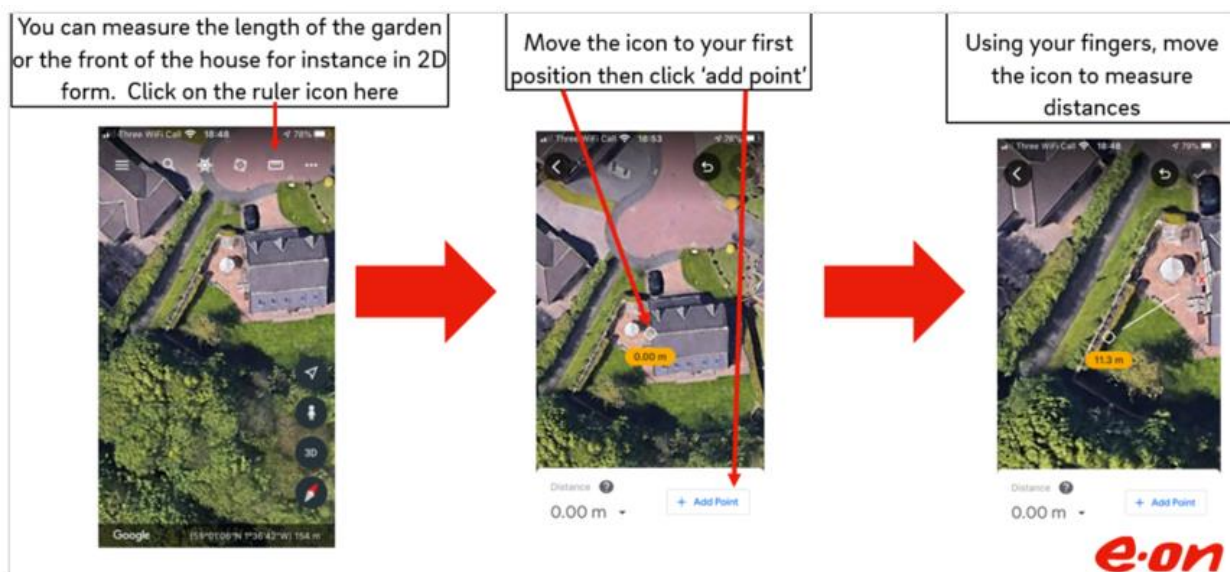 You can measure the length of the garden
or the front of the house for instance in 2D
form. Click on the ruler icon here
Move the icon to your first
position then click 'add point'
Using your fingers, move
the icon to measure
distances
Three WiFi Call 18:48 78%
Three WiFi Call 18:53 76%
Three WiFi Call 18:48 79%
0.00 m
11.3 m
3D
Distance ?
0.00 m
+ Add Point
Distance ?
0.00 m
+ Add Point
Google 1°36'42"W) 154 m
e·on